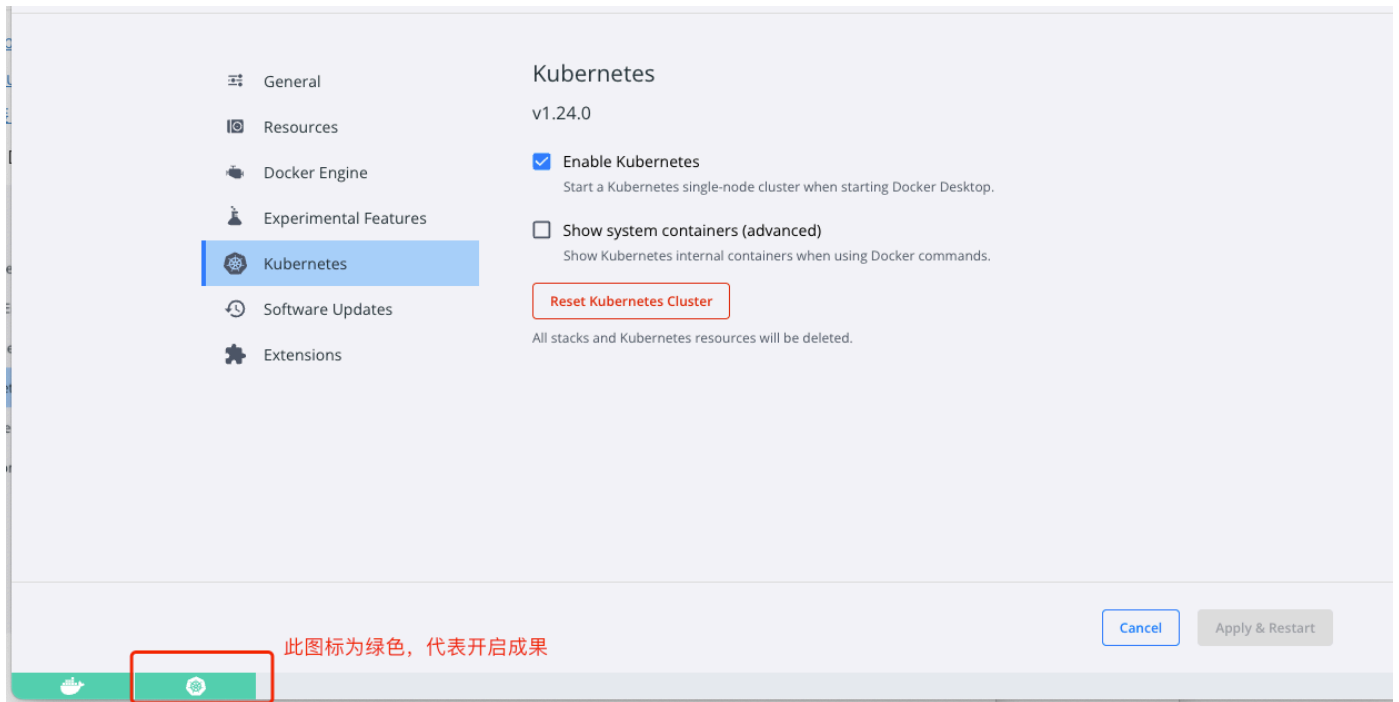 General
Resources
Docker Engine
Experimental Features
Kubernetes
Software Updates
Extensions
Kubernetes
v1.24.0
Enable Kubernetes
Start a Kubernetes single-node cluster when starting Docker Desktop.
Show system containers (advanced)
Show Kubernetes internal containers when using Docker commands.
Reset Kubernetes Cluster
All stacks and Kubernetes resources will be deleted.
Cancel
Apply & Restart
此图标为绿色，代表开启成果